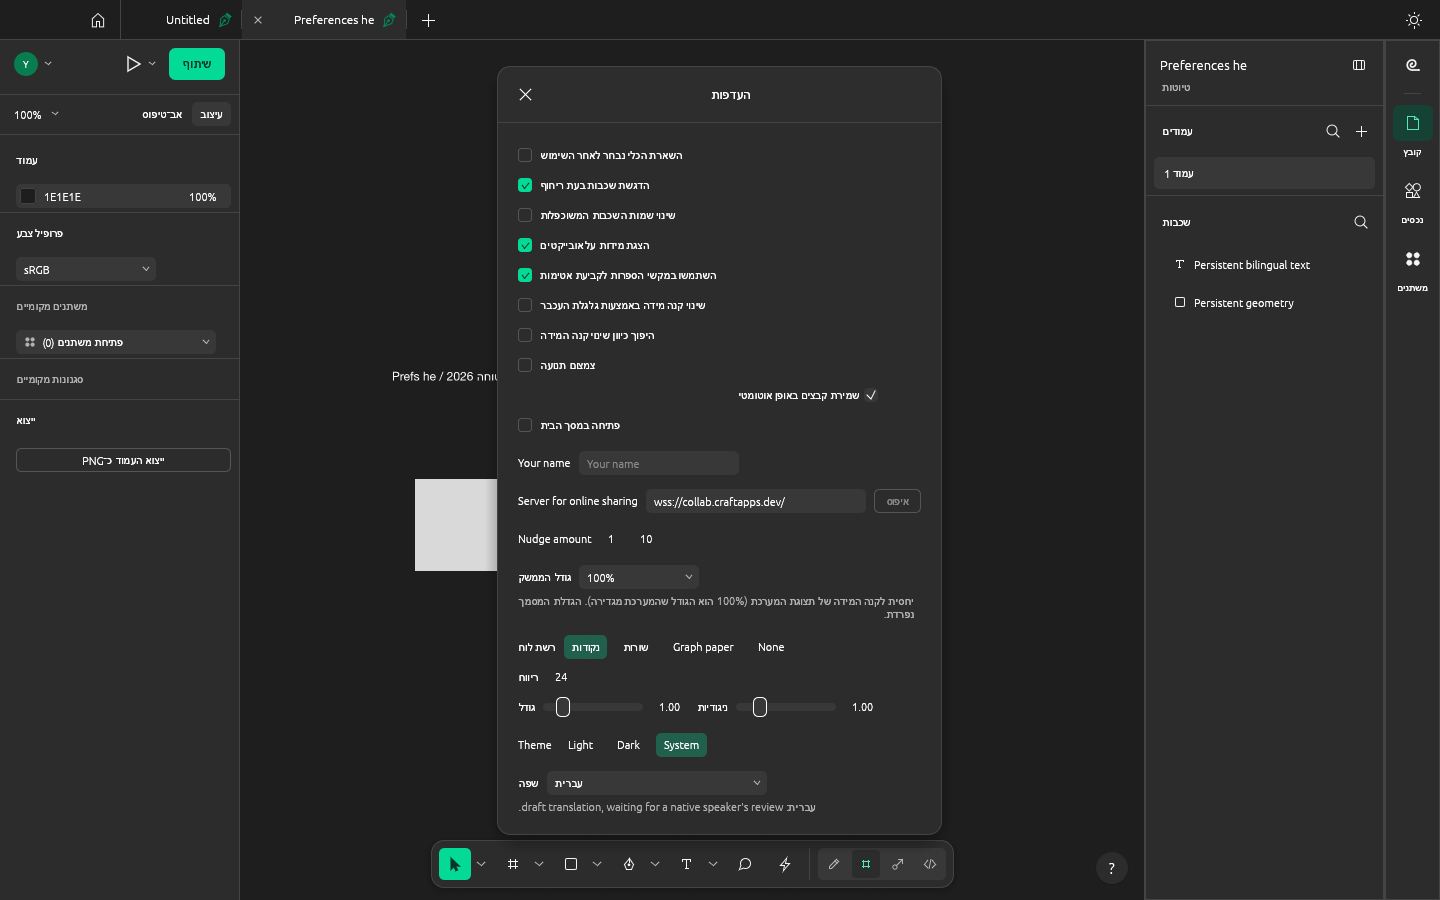 Untitled
Preferences he
Y
שיתוף
100%
אב־טיפוס
עיצוב
עמוד
1E1E1E
100%
פרופיל צבע
sRGB
משתנים מקומיים
פתיחת משתנים (0)
סגנונות מקומיים
ייצוא
ייצוא העמוד כ־PNG
העדפות
השארת הכלי נבחר לאחר השימוש
הדגשת שכבות בעת ריחוף
שינוי שמות השכבות המשוכפלות
הצגת מידות על אובייקטים
השתמשו במקשי הספרות לקביעת אטימות
שינוי קנה מידה באמצעות גלגלת העכבר
היפוך כיוון שינוי קנה המידה
צמצום תנועה
שמירת קבצים באופן אוטומטי
פתיחה במסך הבית
Your name
Your name
Server for online sharing
wss://collab.craftapps.dev/
איפוס
Nudge amount
1
10
גודל הממשק
100%
יחסית לקנה המידה של תצוגת המערכת (100% הוא הגודל שהמערכת מגדירה). הגדלת המסמך
נפרדת.
רשת לוח
נקודות
שורות
Graph paper
None
ריווח
24
גודל
1.00
ניגודיות
1.00
Theme
Light
Dark
System
שפה
עברית
עברית: draft translation, waiting for a native speaker's review.
Prefs he / 2026
Preferences he
טיוטות
עמודים
עמוד 1
שכבות
T
Persistent bilingual text
Persistent geometry
קובץ
נכסים
משתנים
?